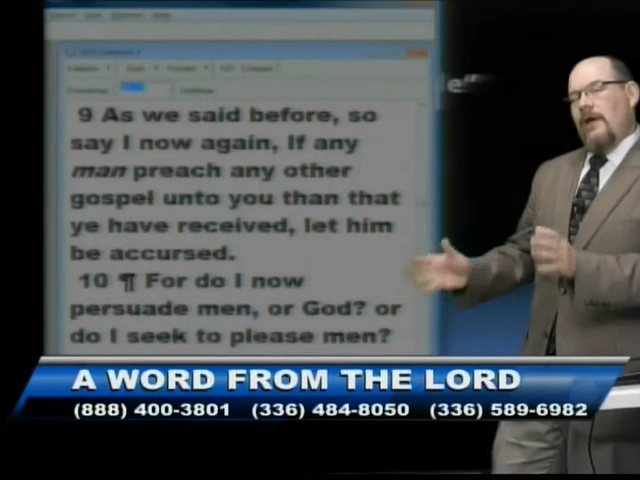 9 As we said before, so
say I now again, If any
man preach any other
gospel unto you than that
ye have received, let him
be accursed.
10 ¶ For do I now
persuade men, or God? or
do I seek to please men?
A WORD FROM THE LORD
(888) 400-3801 (336) 484-8050 (336) 589-6982